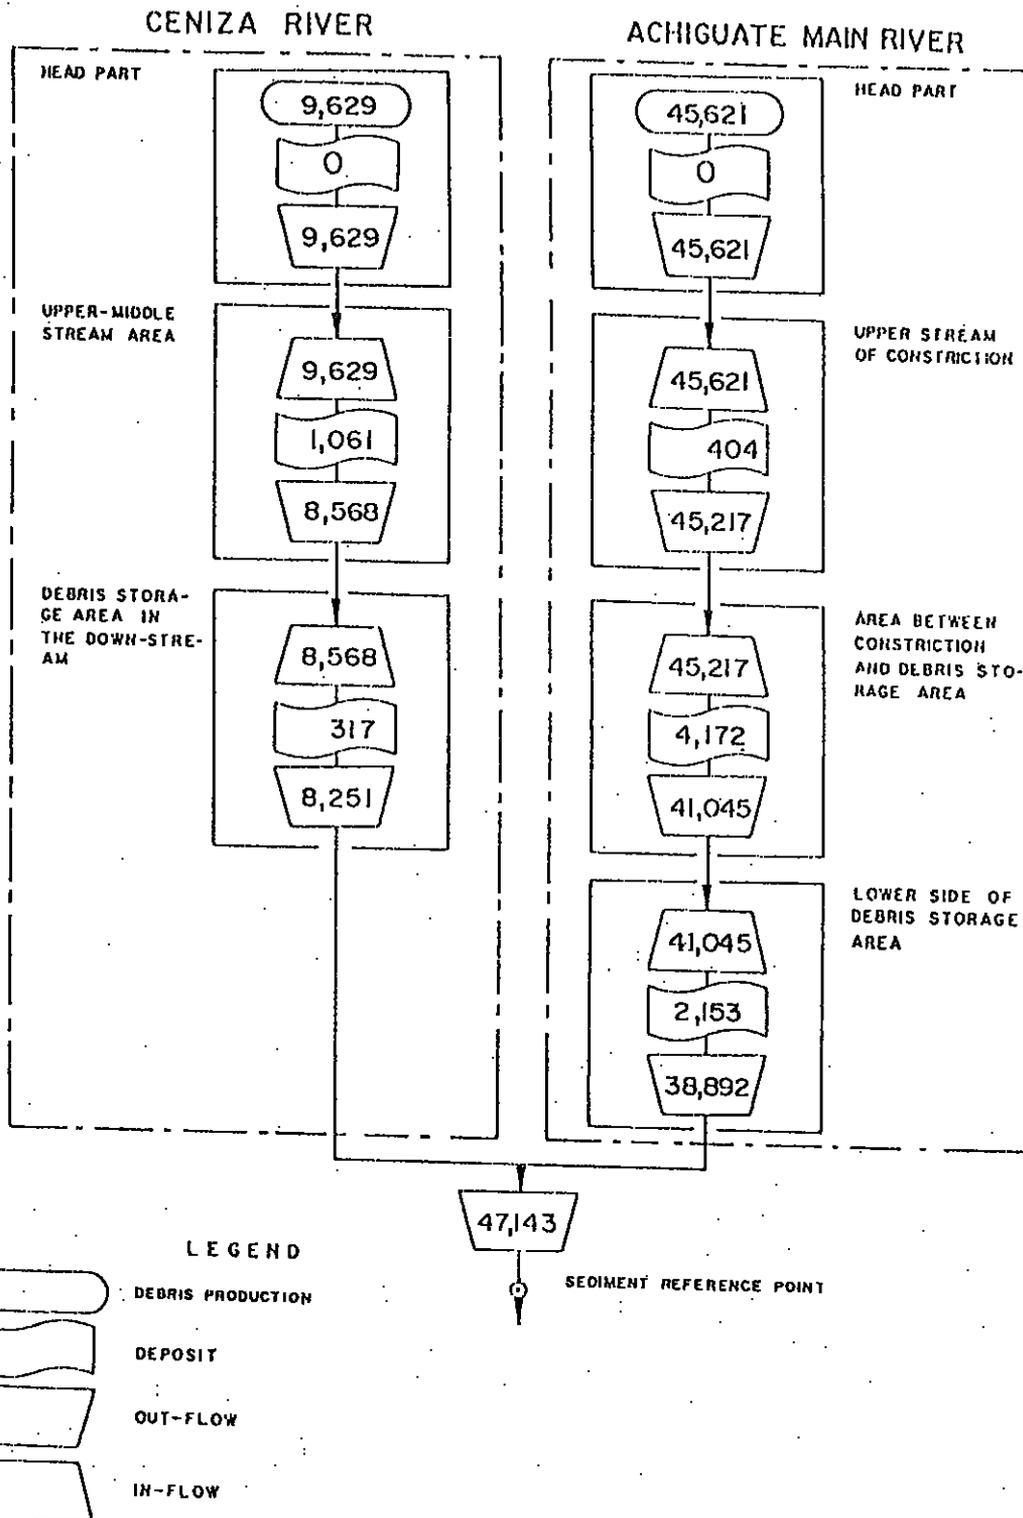 CENIZA RIVER
HEAD PART
9,629
0
9,629
UPPER-MIDDLE
STREAM AREA
9,629
1,061
8,568
DEBRIS STORA-
GE AREA IN
THE DOWN-STRE-
AM
8,568
317
8,251
ACHIGUATE MAIN RIVER
HEAD PART
45,621
0
45,621
UPPER STREAM
OF CONSTRICTION
45,621
404
45,217
AREA BETWEEN
CONSTRICTION
AND DEBRIS STO-
RAGE AREA
45,217
4,172
41,045
LOWER SIDE OF
DEBRIS STORAGE
AREA
41,045
2,153
38,892
47,143
SEDIMENT REFERENCE POINT
LEGEND
DEBRIS PRODUCTION
DEPOSIT
OUT-FLOW
IN-FLOW